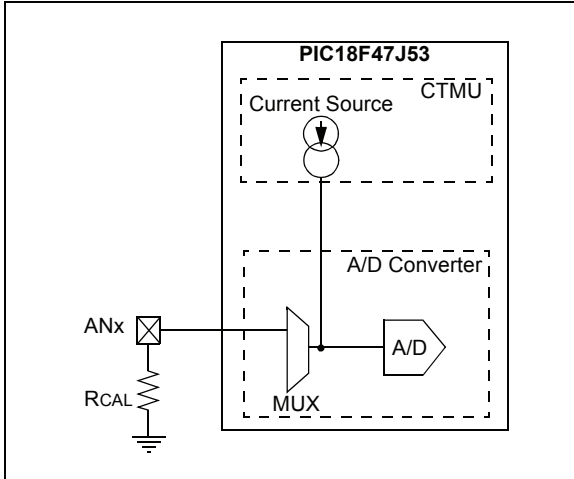 PIC18F47J53
CTMU
Current Source
A/D Converter
ANx
A/D
RCAL
MUX